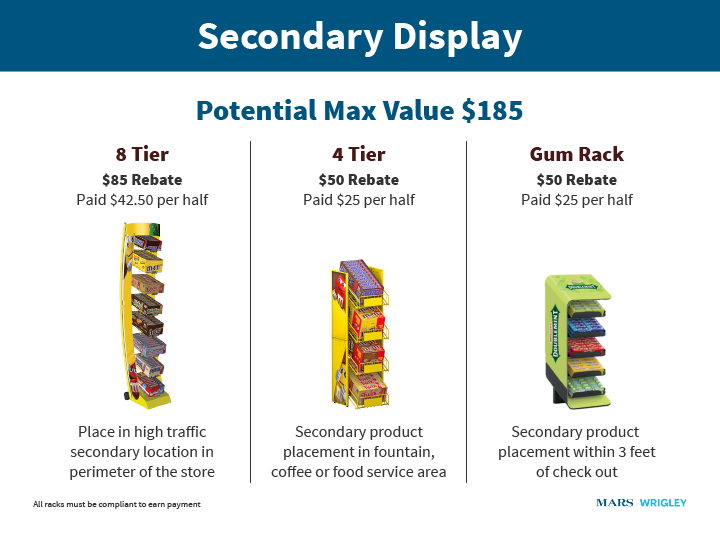 Secondary Display
Potential Max Value $185
8 Tier
$85 Rebate
Paid $42.50 per half
Place in high traffic
secondary location in
perimeter of the store
4 Tier
$50 Rebate
Paid $25 per half
Secondary product
placement in fountain,
coffee or food service area
Gum Rack
$50 Rebate
Paid $25 per half
DOUBLEMINT
Secondary product
placement within 3 feet
of check out
All racks must be compliant to earn payment
MARS WRIGLEY